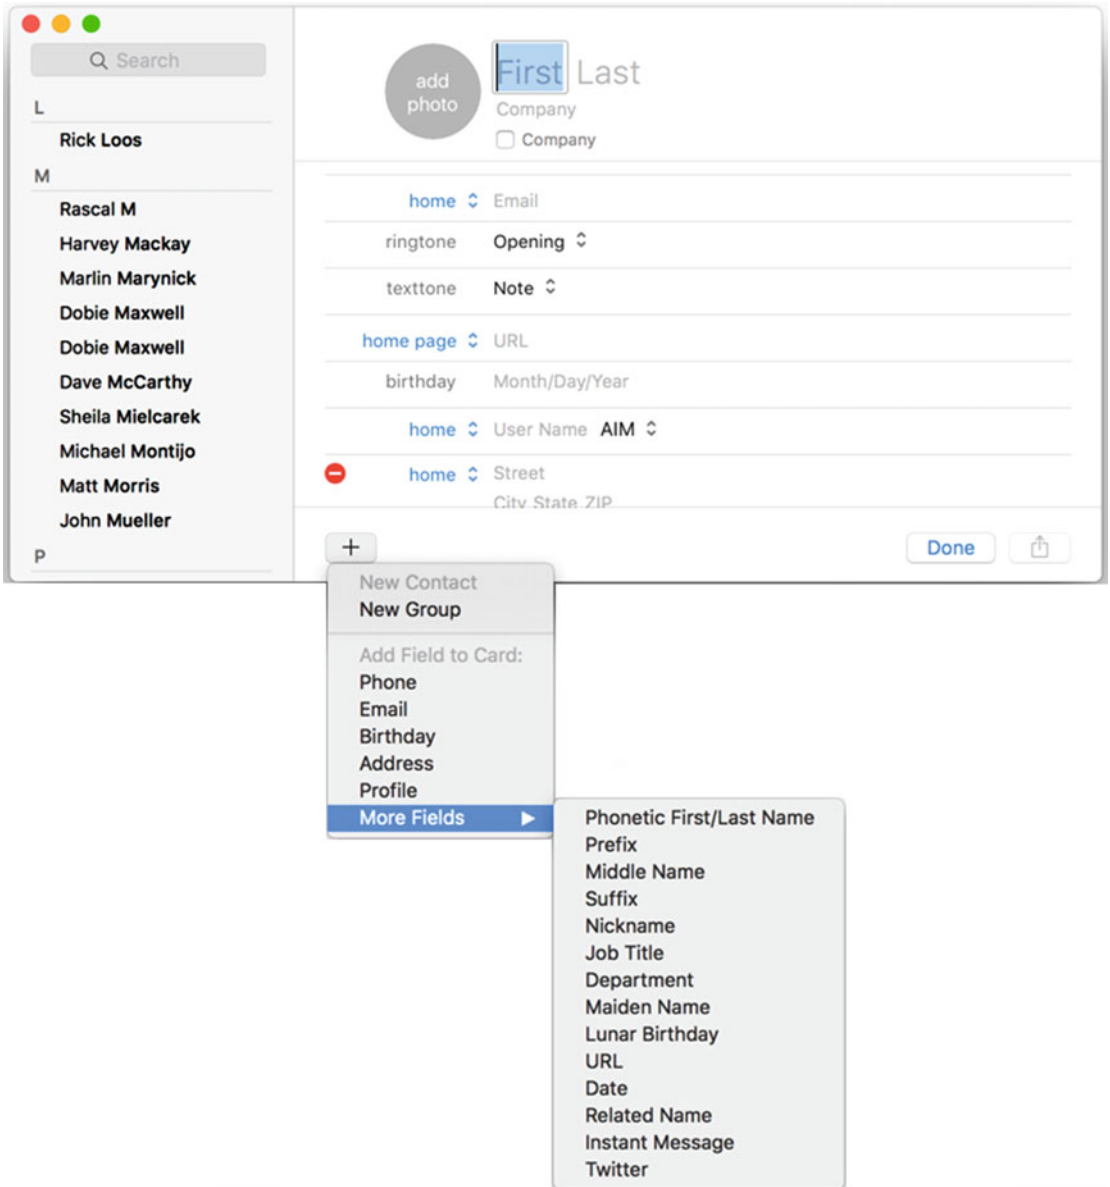 Search
L
Rick Loos
M
Rascal M
Harvey Mackay
Marlin Marynick
Dobie Maxwell
Dobie Maxwell
Dave McCarthy
Sheila Mielcarek
Michael Montijo
Matt Morris
John Mueller
P
add
photo
First Last
Company
Company
home Email
ringtone Opening
texttone Note
home page URL
birthday Month/Day/Year
home User Name AIM
home Street
City State ZIP
+
Done
New Contact
New Group
Add Field to Card:
Phone
Email
Birthday
Address
Profile
More Fields
Phonetic First/Last Name
Prefix
Middle Name
Suffix
Nickname
Job Title
Department
Maiden Name
Lunar Birthday
URL
Date
Related Name
Instant Message
Twitter